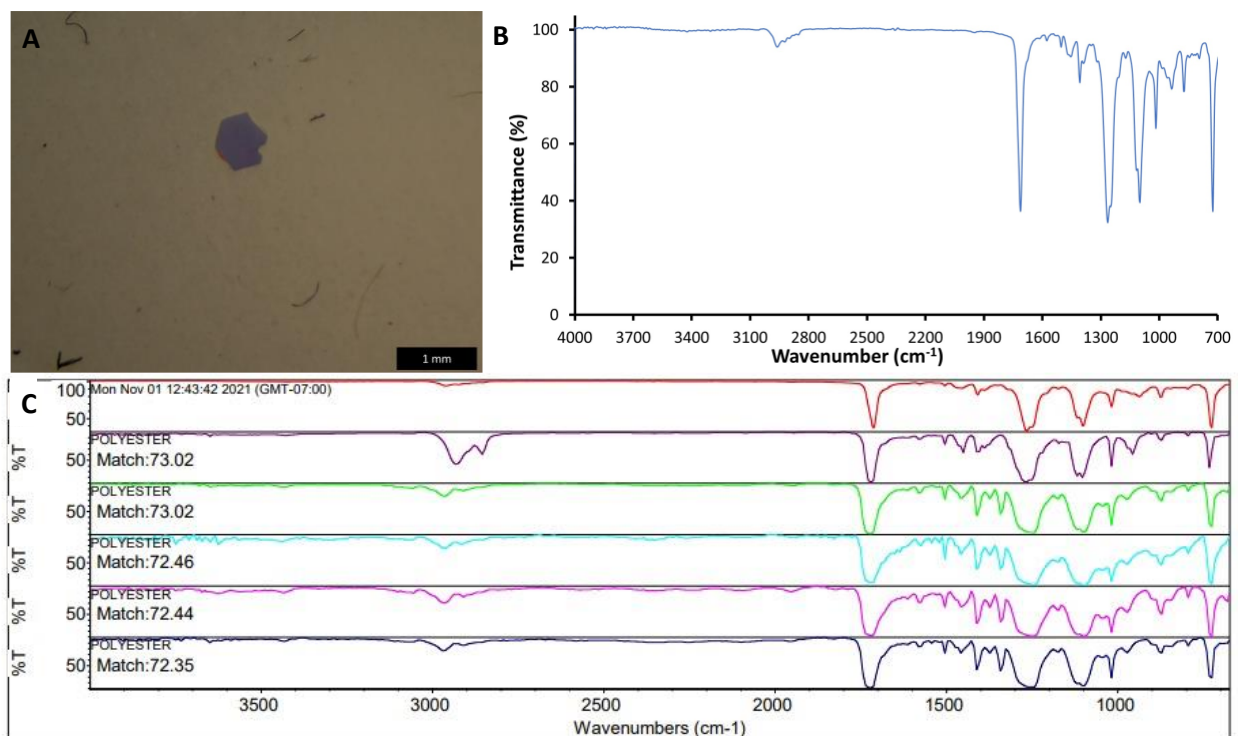 A
1 mm
B
Transmittance (%)
100
80
60
40
20
0
4000 3700 3400 3100 2800 2500 2200 1900 1600 1300 1000 700
Wavenumber (cm-1)
C
100 Mon Nov 01 12:43:42 2021 (GMT-07:00)
50
POLYESTER
%T 50 Match:73.02
POLYESTER
%T 50 Match:73.02
POLYESTER
%T 50 Match:72.46
POLYESTER
%T 50 Match:72.44
POLYESTER
%T 50 Match:72.35
3500 3000 2500 2000 1500 1000
Wavenumbers (cm-1)